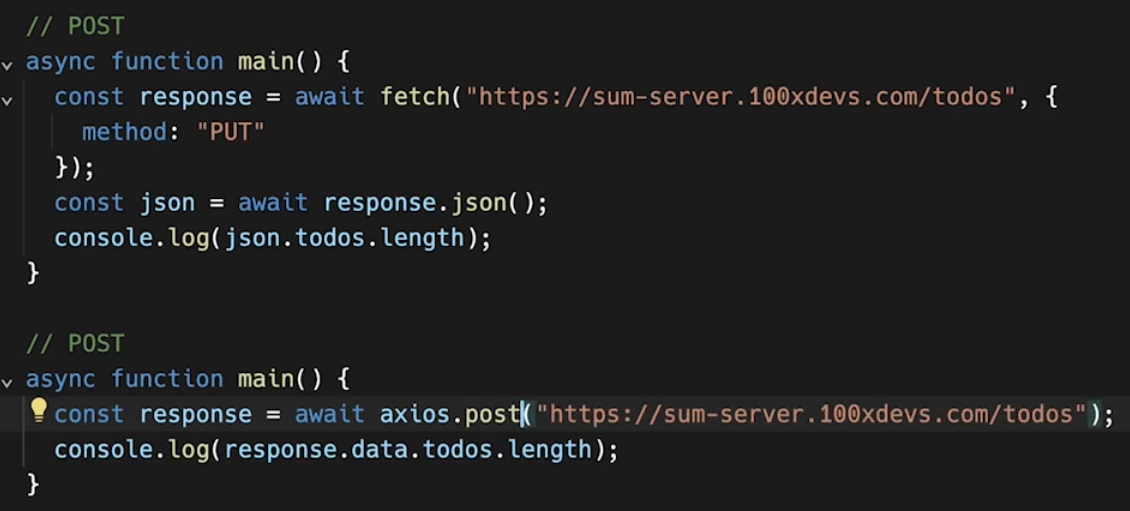 // POST
async function main() {
  const response = await fetch("https://sum-server.100xdevs.com/todos", {
    method: "PUT"
  });
  const json = await response.json();
  console.log(json.todos.length);
}

// POST
async function main() {
  const response = await axios.post("https://sum-server.100xdevs.com/todos");
  console.log(response.data.todos.length);
}